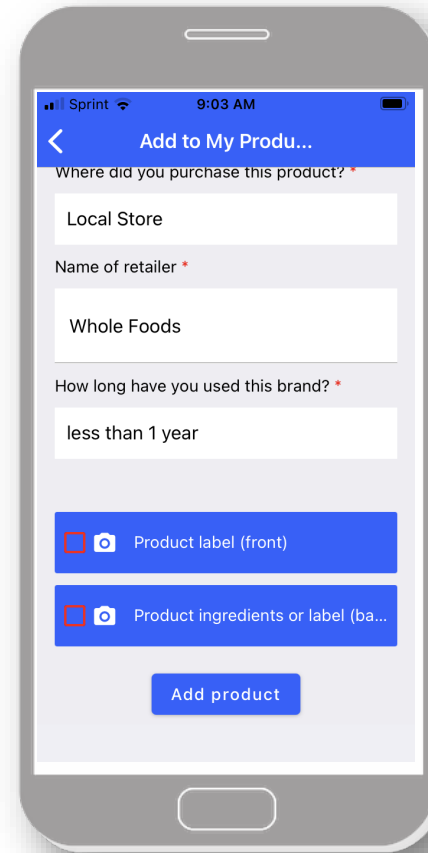 Sprint 9:03 AM
Add to My Produ...
Where did you purchase this product? *
Local Store
Name of retailer *
Whole Foods
How long have you used this brand? *
less than 1 year
Product label (front)
Product ingredients or label (ba...
Add product